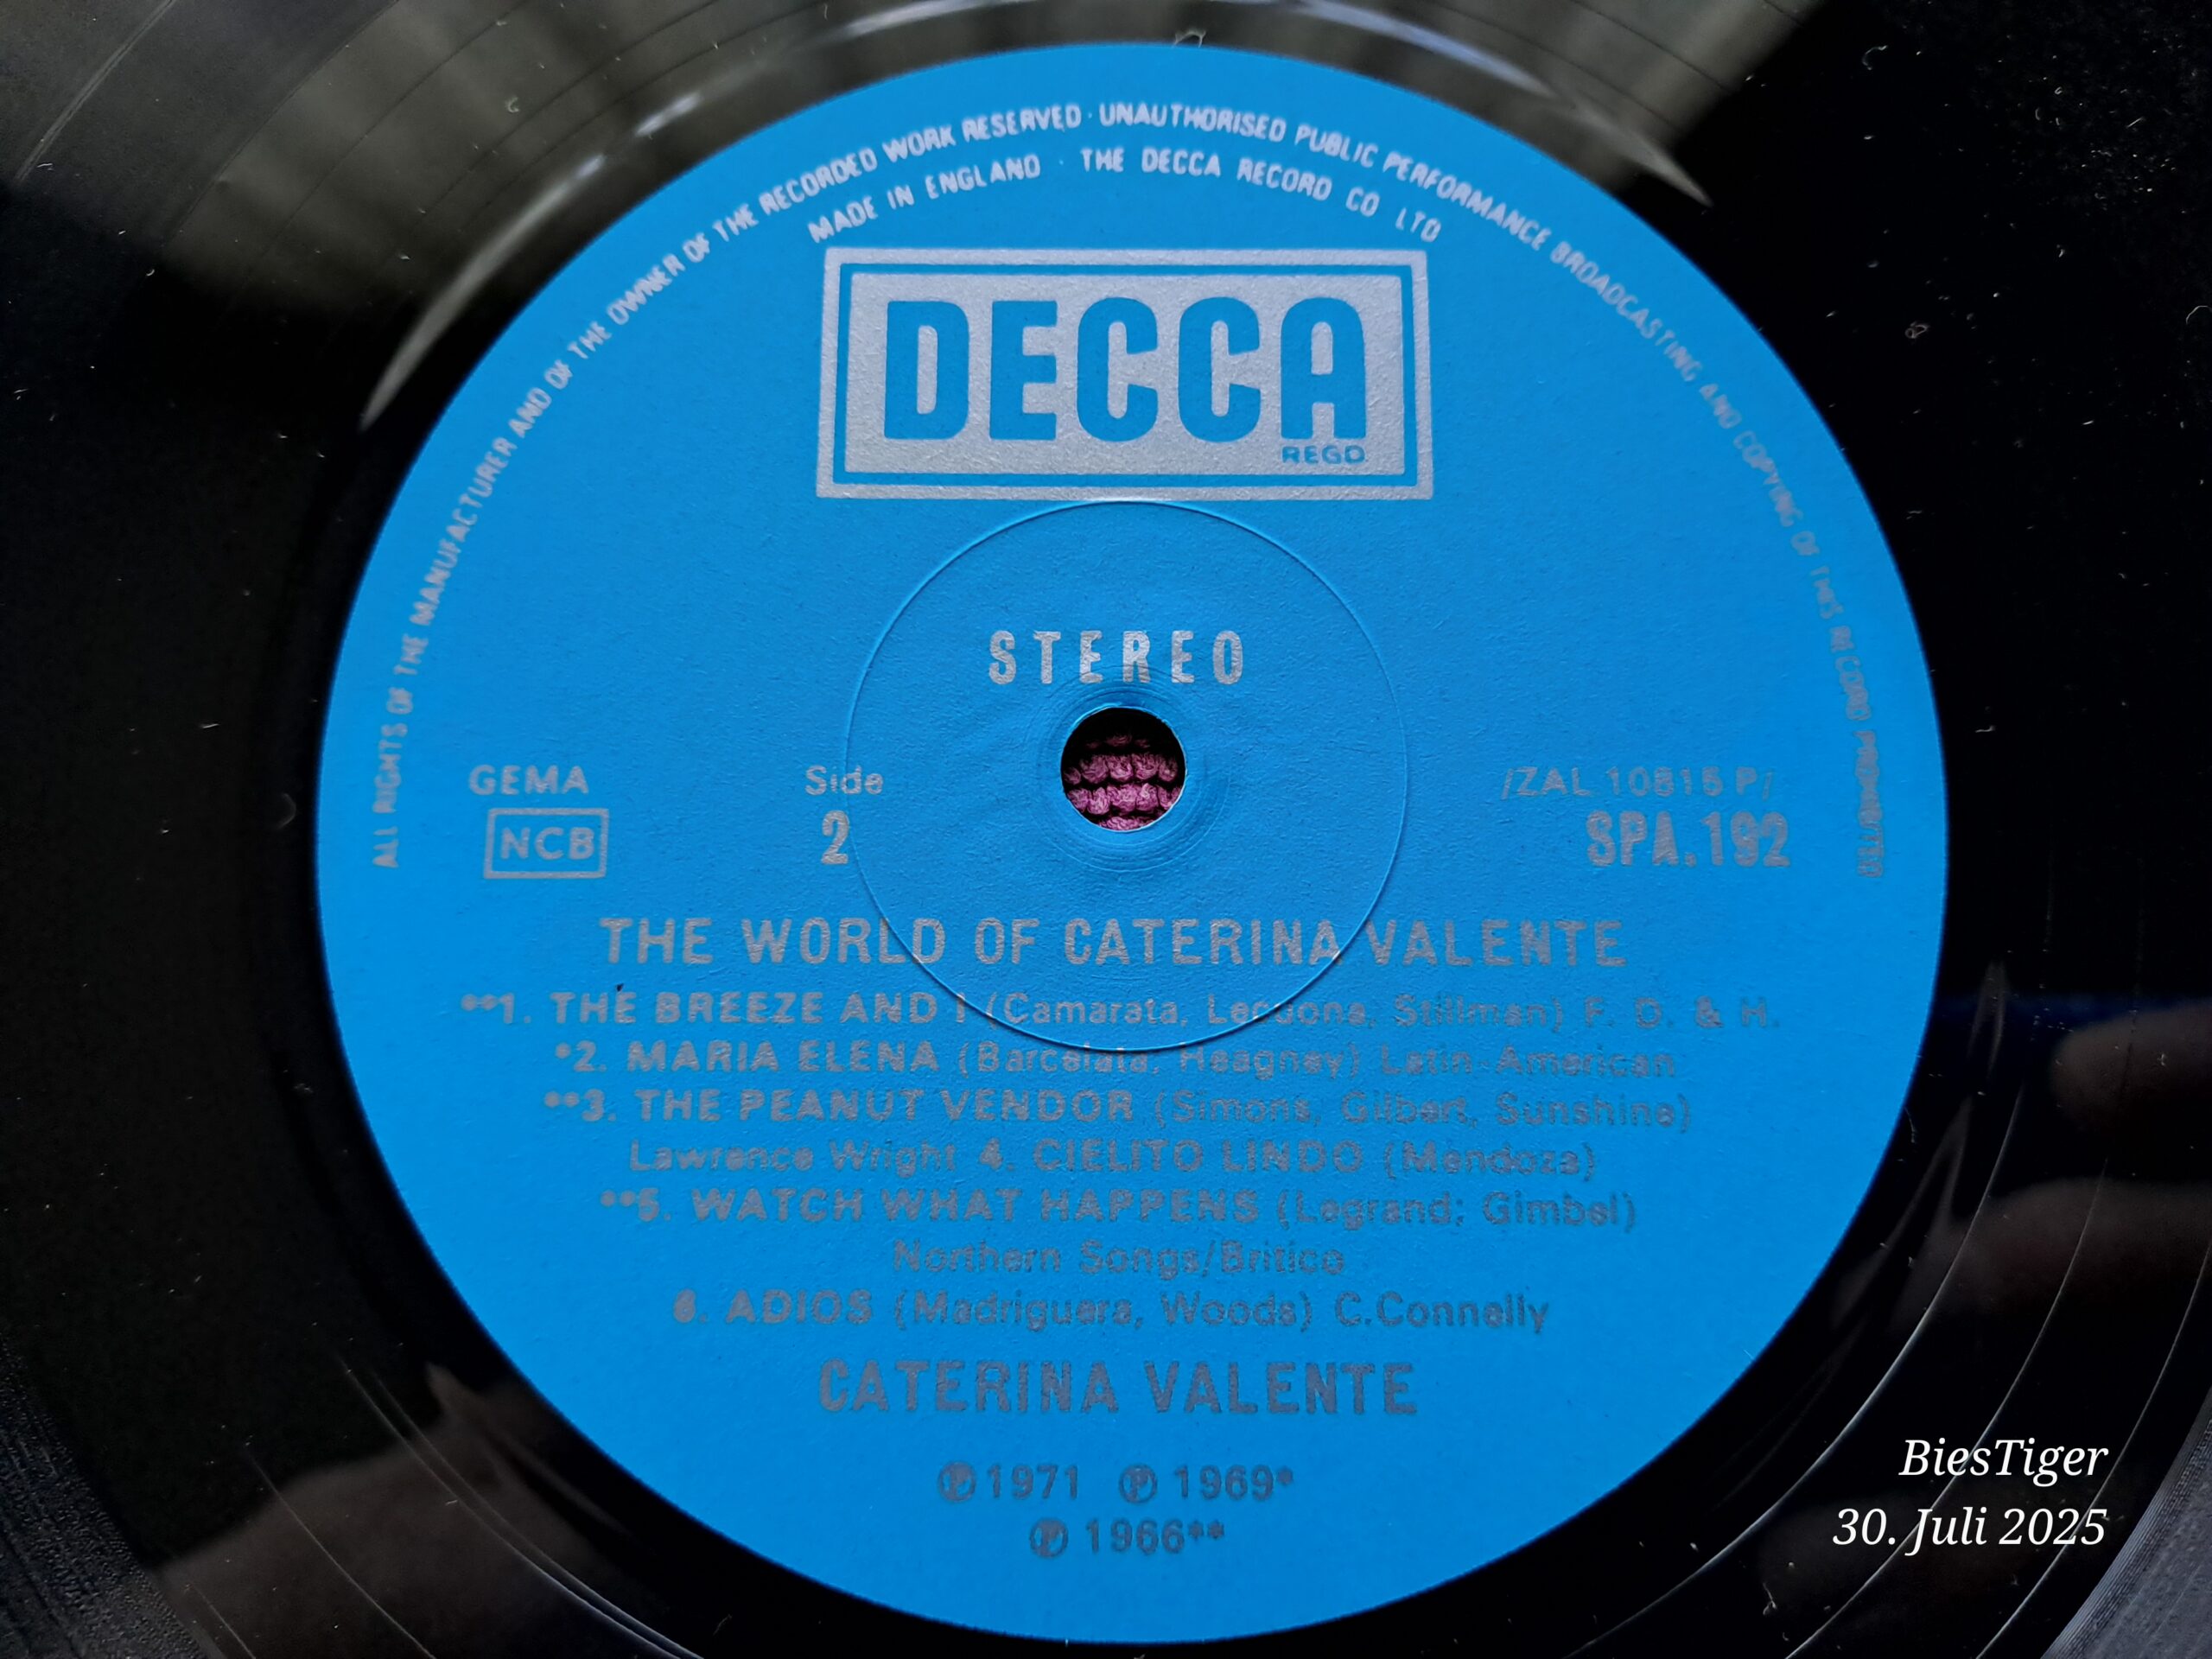 ALL RIGHTS OF THE MANUFACTURER AND OF THE OWNER OF THE RECORDED WORK RESERVED · UNAUTHORISED PUBLIC PERFORMANCE BROADCASTING AND COPYING OF THIS RECORD PROHIBITED
MADE IN ENGLAND · THE DECCA RECORD CO LTD
DECCA
REGD.
STEREO
GEMA
NCB
Side
2
/ZAL 10815 P/
SPA.192
THE WORLD OF CATERINA VALENTE
**1. THE BREEZE AND I (Camarata, Lecuona; Stillman) F. D. & H.
*2. MARIA ELENA (Barcelata, Heagney) Latin-American
**3. THE PEANUT VENDOR (Simons, Gilbert, Sunshine)
Lawrence Wright 4. CIELITO LINDO (Mendoza)
**5. WATCH WHAT HAPPENS (Legrand; Gimbel)
Northern Songs/Britico
6. ADIOS (Madriguera, Woods) C.Connelly
CATERINA VALENTE
℗ 1971 ℗ 1969*
℗ 1966**
BiesTiger
30. Juli 2025